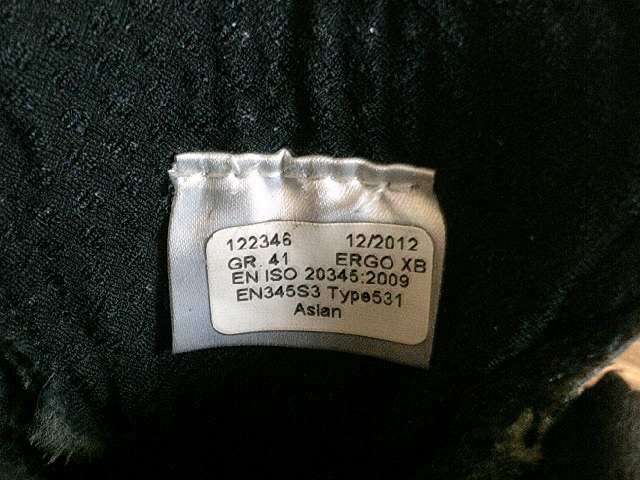 122346 12/2012
GR. 41 ERGO XB
EN ISO 20345:2009
EN345S3 Type531
Asian